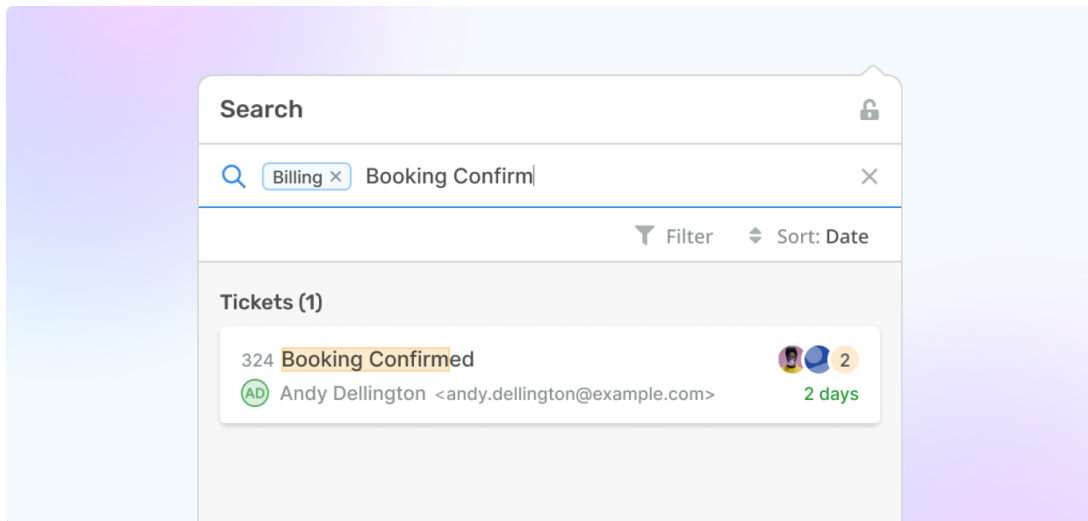 Search
Billing × Booking Confirm
Filter Sort: Date
Tickets (1)
324 Booking Confirmed 2
AD Andy Dellington <andy.dellington@example.com> 2 days